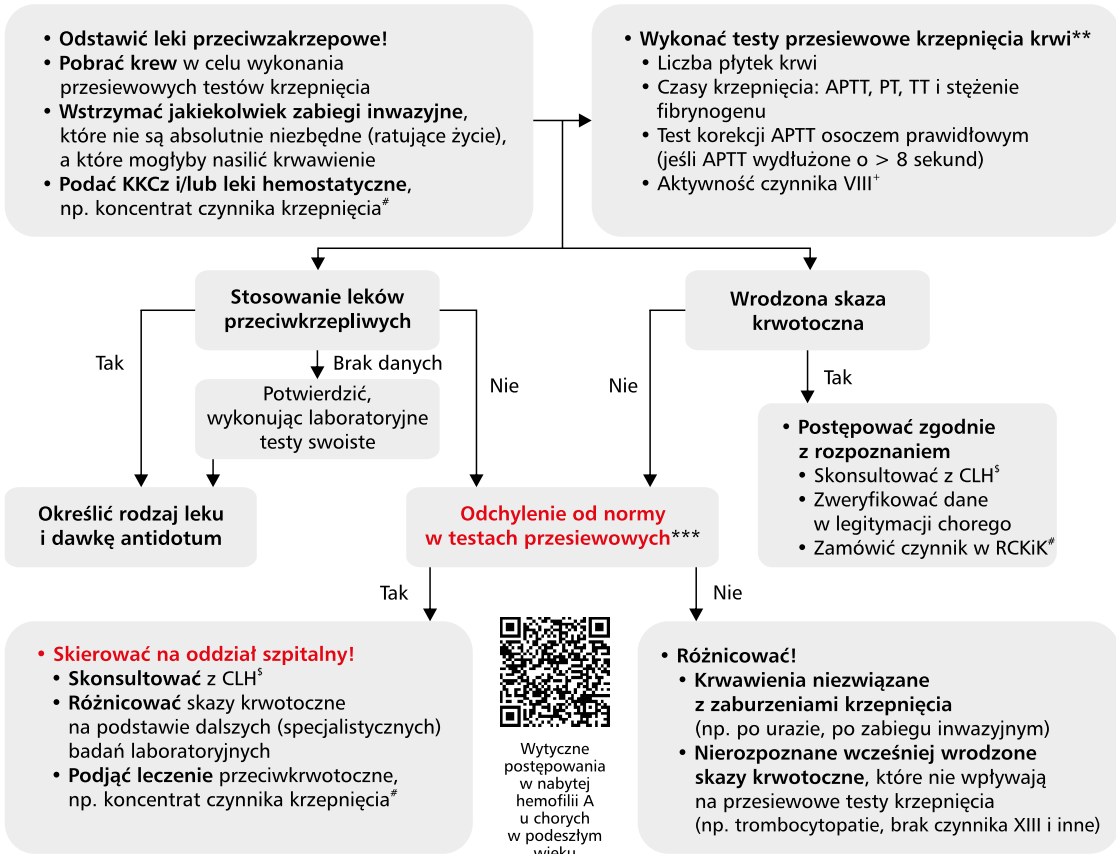 • Odstawić leki przeciwzakrzepowe!
• Pobrać krew w celu wykonania
przesiewowych testów krzepnięcia
• Wstrzymać jakiekolwiek zabiegi inwazyjne,
które nie są absolutnie niezbędne (ratujące życie),
a które mogłyby nasilić krwawienie
• Podać KKCz i/lub leki hemostatyczne,
np. koncentrat czynnika krzepnięcia#
• Wykonać testy przesiewowe krzepnięcia krwi**
• Liczba płytek krwi
• Czasy krzepnięcia: APTT, PT, TT i stężenie
fibrynogenu
• Test korekcji APTT osoczem prawidłowym
(jeśli APTT wydłużone o > 8 sekund)
• Aktywność czynnika VIII+
Stosowanie leków
przeciwkrzepliwych
Wrodzona skaza
krwotoczna
Tak
Brak danych
Nie
Nie
Tak
Potwierdzić,
wykonując laboratoryjne
testy swoiste
• Postępować zgodnie
z rozpoznaniem
• Skonsultować z CLH$
• Zweryfikować dane
w legitymacji chorego
• Zamówić czynnik w RCKiK#
Określić rodzaj leku
i dawkę antidotum
Odchylenie od normy
w testach przesiewowych***
Tak
Nie
• Skierować na oddział szpitalny!
• Skonsultować z CLH$
• Różnicować skazy krwotoczne
na podstawie dalszych (specjalistycznych)
badań laboratoryjnych
• Podjąć leczenie przeciwkrwotoczne,
np. koncentrat czynnika krzepnięcia#
Wytyczne
postępowania
w nabytej
hemofilii A
u chorych
w podeszłym
wieku
• Różnicować!
• Krwawienia niezwiązane
z zaburzeniami krzepnięcia
(np. po urazie, po zabiegu inwazyjnym)
• Nierozpoznane wcześniej wrodzone
skazy krwotoczne, które nie wpływają
na przesiewowe testy krzepnięcia
(np. trombocytopatie, brak czynnika XIII i inne)